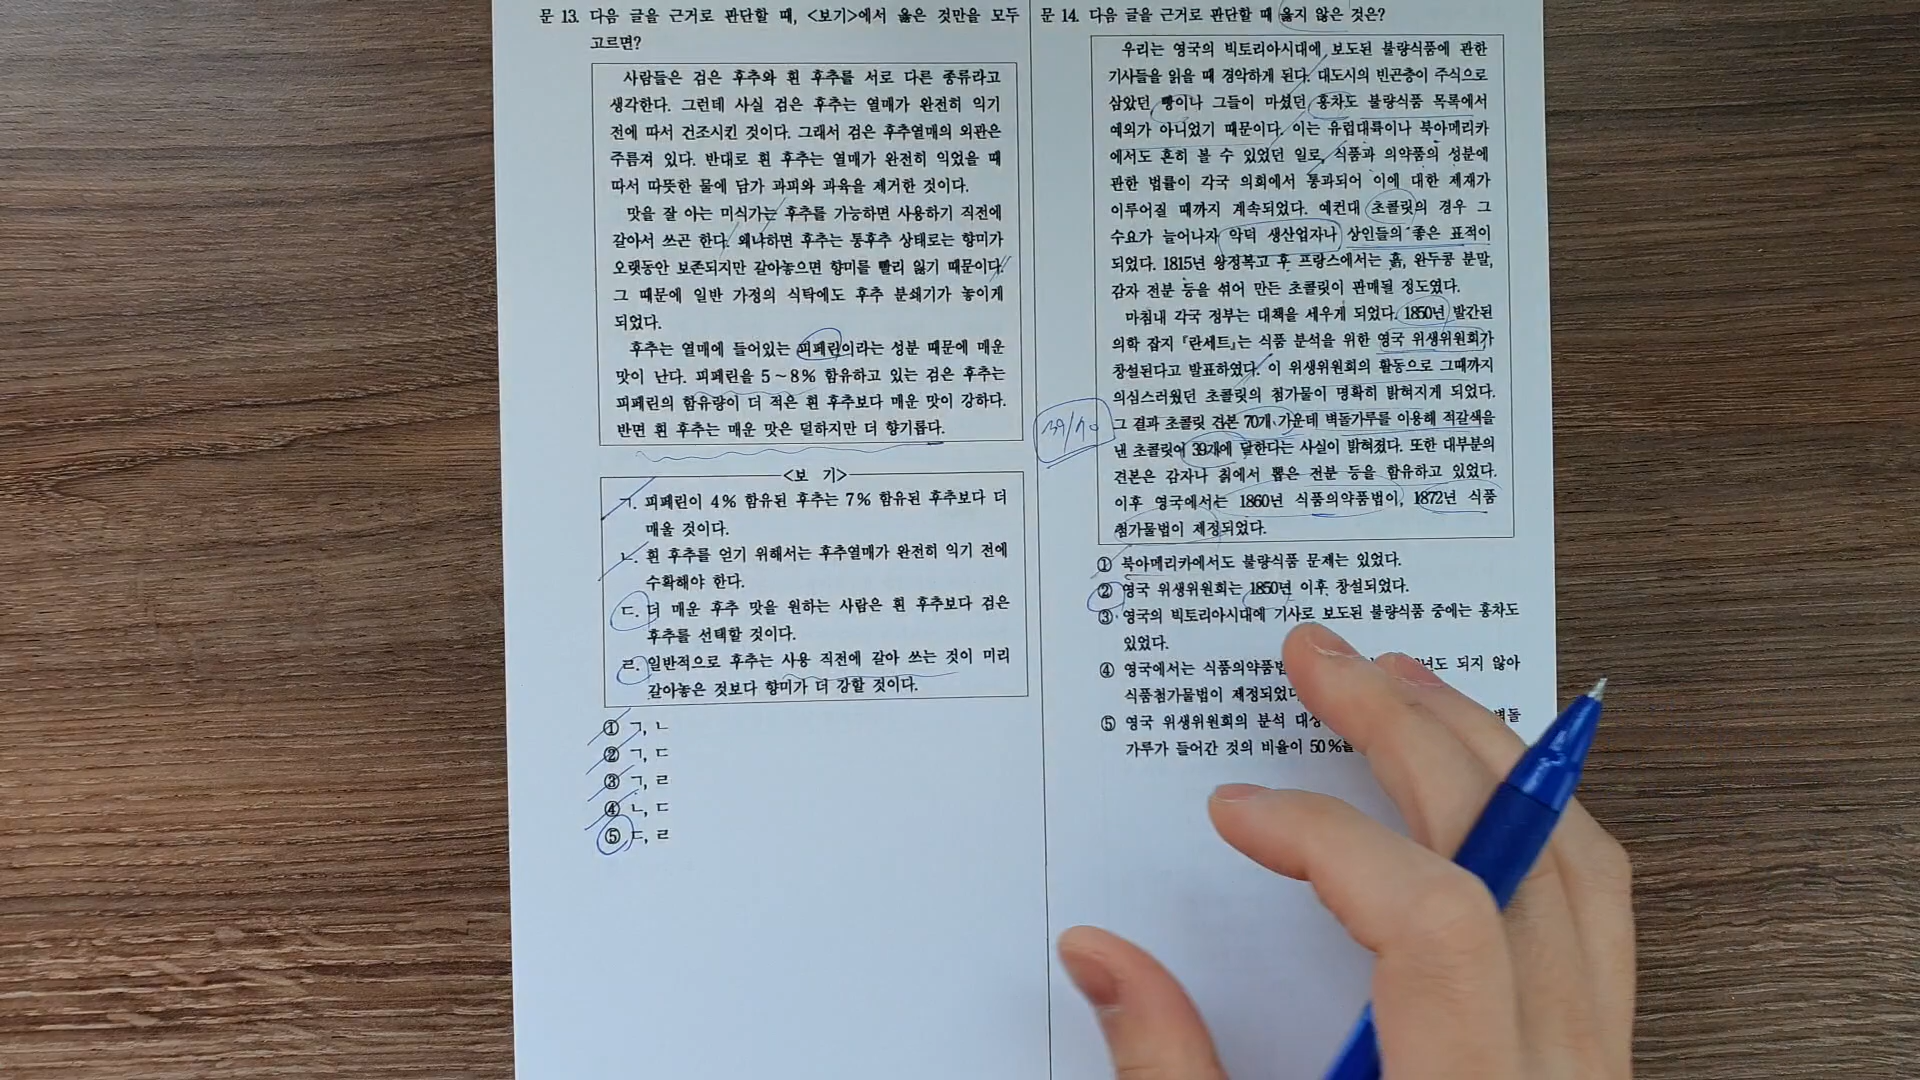 문 13. 다음 글을 근거로 판단할 때, <보기>에서 옳은 것만을 모두
고르면?
사람들은 검은 후추와 흰 후추를 서로 다른 종류라고
생각한다. 그런데 사실 검은 후추는 열매가 완전히 익기
전에 따서 건조시킨 것이다. 그래서 검은 후추열매의 외관은
주름져 있다. 반대로 흰 후추는 열매가 완전히 익었을 때
따서 따뜻한 물에 담가 과피와 과육을 제거한 것이다.
맛을 잘 아는 미식가는 후추를 가능하면 사용하기 직전에
갈아서 쓰곤 한다. 왜냐하면 후추는 통후추 상태로는 향미가
오랫동안 보존되지만 갈아놓으면 향미를 빨리 잃기 때문이다.
그 때문에 일반 가정의 식탁에도 후추 분쇄기가 놓이게
되었다.
후추는 열매에 들어있는 피페린이라는 성분 때문에 매운
맛이 난다. 피페린을 5~8% 함유하고 있는 검은 후추는
피페린의 함유량이 더 적은 흰 후추보다 매운 맛이 강하다.
반면 흰 후추는 매운 맛은 덜하지만 더 향기롭다.
<보 기>
ㄱ. 피페린이 4% 함유된 후추는 7% 함유된 후추보다 더
매울 것이다.
ㄴ. 흰 후추를 얻기 위해서는 후추열매가 완전히 익기 전에
수확해야 한다.
ㄷ. 더 매운 후추 맛을 원하는 사람은 흰 후추보다 검은
후추를 선택할 것이다.
ㄹ. 일반적으로 후추는 사용 직전에 갈아 쓰는 것이 미리
갈아놓은 것보다 향미가 더 강할 것이다.
① ㄱ, ㄴ
② ㄱ, ㄷ
③ ㄱ, ㄹ
④ ㄴ, ㄷ
⑤ ㄷ, ㄹ
문 14. 다음 글을 근거로 판단할 때 옳지 않은 것은?
우리는 영국의 빅토리아시대에 보도된 불량식품에 관한
기사들을 읽을 때 경악하게 된다. 대도시의 빈곤층이 주식으로
삼았던 빵이나 그들이 마셨던 홍차도 불량식품 목록에서
예외가 아니었기 때문이다. 이는 유럽대륙이나 북아메리카
에서도 흔히 볼 수 있었던 일로, 식품과 의약품의 성분에
관한 법률이 각국 의회에서 통과되어 이에 대한 제재가
이루어질 때까지 계속되었다. 예컨대 초콜릿의 경우 그
수요가 늘어나자 악덕 생산업자나 상인들의 좋은 표적이
되었다. 1815년 왕정복고 후 프랑스에서는 흙, 완두콩 분말,
감자 전분 등을 섞어 만든 초콜릿이 판매될 정도였다.
마침내 각국 정부는 대책을 세우게 되었다. 1850년 발간된
의학 잡지 『란세트』는 식품 분석을 위한 영국 위생위원회가
창설된다고 발표하였다. 이 위생위원회의 활동으로 그때까지
의심스러웠던 초콜릿의 첨가물이 명확히 밝혀지게 되었다.
39/70
그 결과 초콜릿 견본 70개 가운데 벽돌가루를 이용해 적갈색을
낸 초콜릿이 39개에 달한다는 사실이 밝혀졌다. 또한 대부분의
견본은 감자나 칡에서 뽑은 전분 등을 함유하고 있었다.
이후 영국에서는 1860년 식품의약품법이, 1872년 식품
첨가물법이 제정되었다.
① 북아메리카에서도 불량식품 문제는 있었다.
② 영국 위생위원회는 1850년 이후 창설되었다.
③ 영국의 빅토리아시대에 기사로 보도된 불량식품 중에는 홍차도
있었다.
④ 영국에서는 식품의약품법 되지 않아
식품첨가물법이 제정되었다
⑤ 영국 위생위원회의 분석 대상 벽돌
가루가 들어간 것의 비율이 50%를